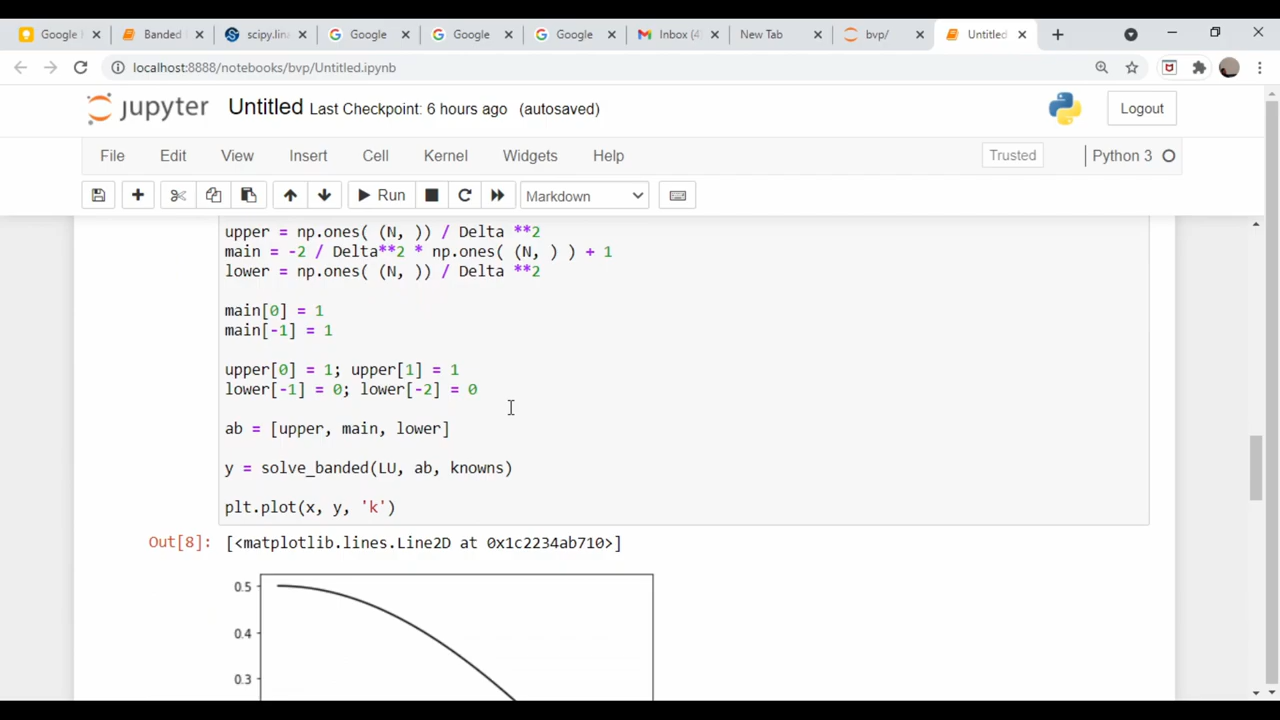 Google
Banded
scipy.lina
Google
Google
Google
Inbox (4
New Tab
bvp/
Untitled
localhost:8888/notebooks/bvp/Untitled.ipynb
jupyter Untitled Last Checkpoint: 6 hours ago (autosaved) Logout
File Edit View Insert Cell Kernel Widgets Help Trusted Python 3
Run Markdown
upper = np.ones( (N, )) / Delta **2
main = -2 / Delta**2 * np.ones( (N, ) ) + 1
lower = np.ones( (N, )) / Delta **2
main[0] = 1
main[-1] = 1
upper[0] = 1; upper[1] = 1
lower[-1] = 0; lower[-2] = 0
ab = [upper, main, lower]
y = solve_banded(LU, ab, knowns)
plt.plot(x, y, 'k')
Out[8]: [<matplotlib.lines.Line2D at 0x1c2234ab710>]
0.5
0.4
0.3